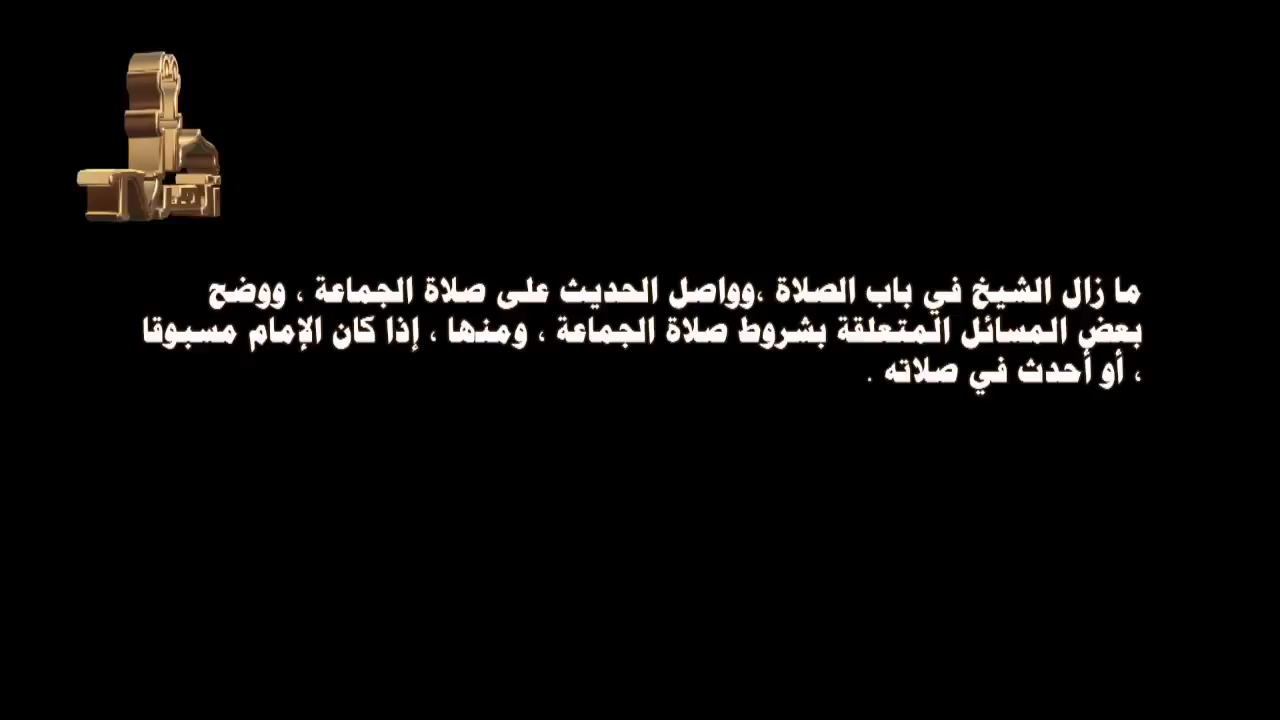 ما زال الشيخ في باب الصلاة ،وواصل الحديث على صلاة الجماعة ، ووضح
بعض المسائل المتعلقة بشروط صلاة الجماعة ، ومنها ، إذا كان الإمام مسبوقا
، أو أحدث في صلاته .